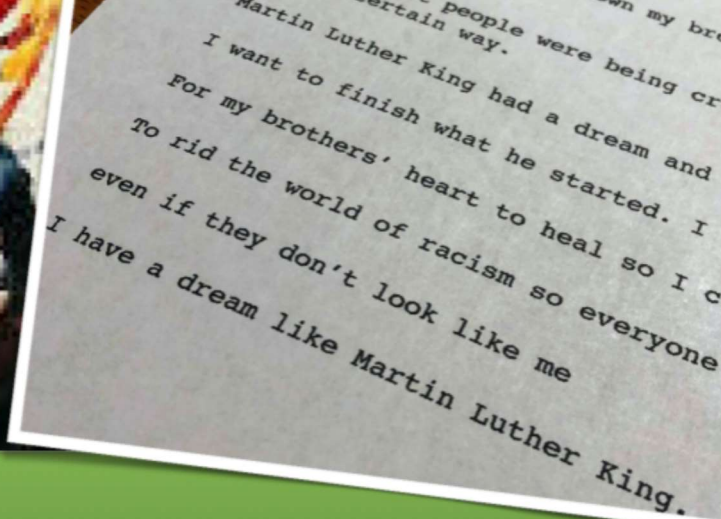 own my
people were being
certain way.
Martin Luther King had a dream and
I want to finish what he started. I
For my brothers' heart to heal so I
To rid the world of racism so everyone
even if they don't look like me
I have a dream like Martin Luther King.